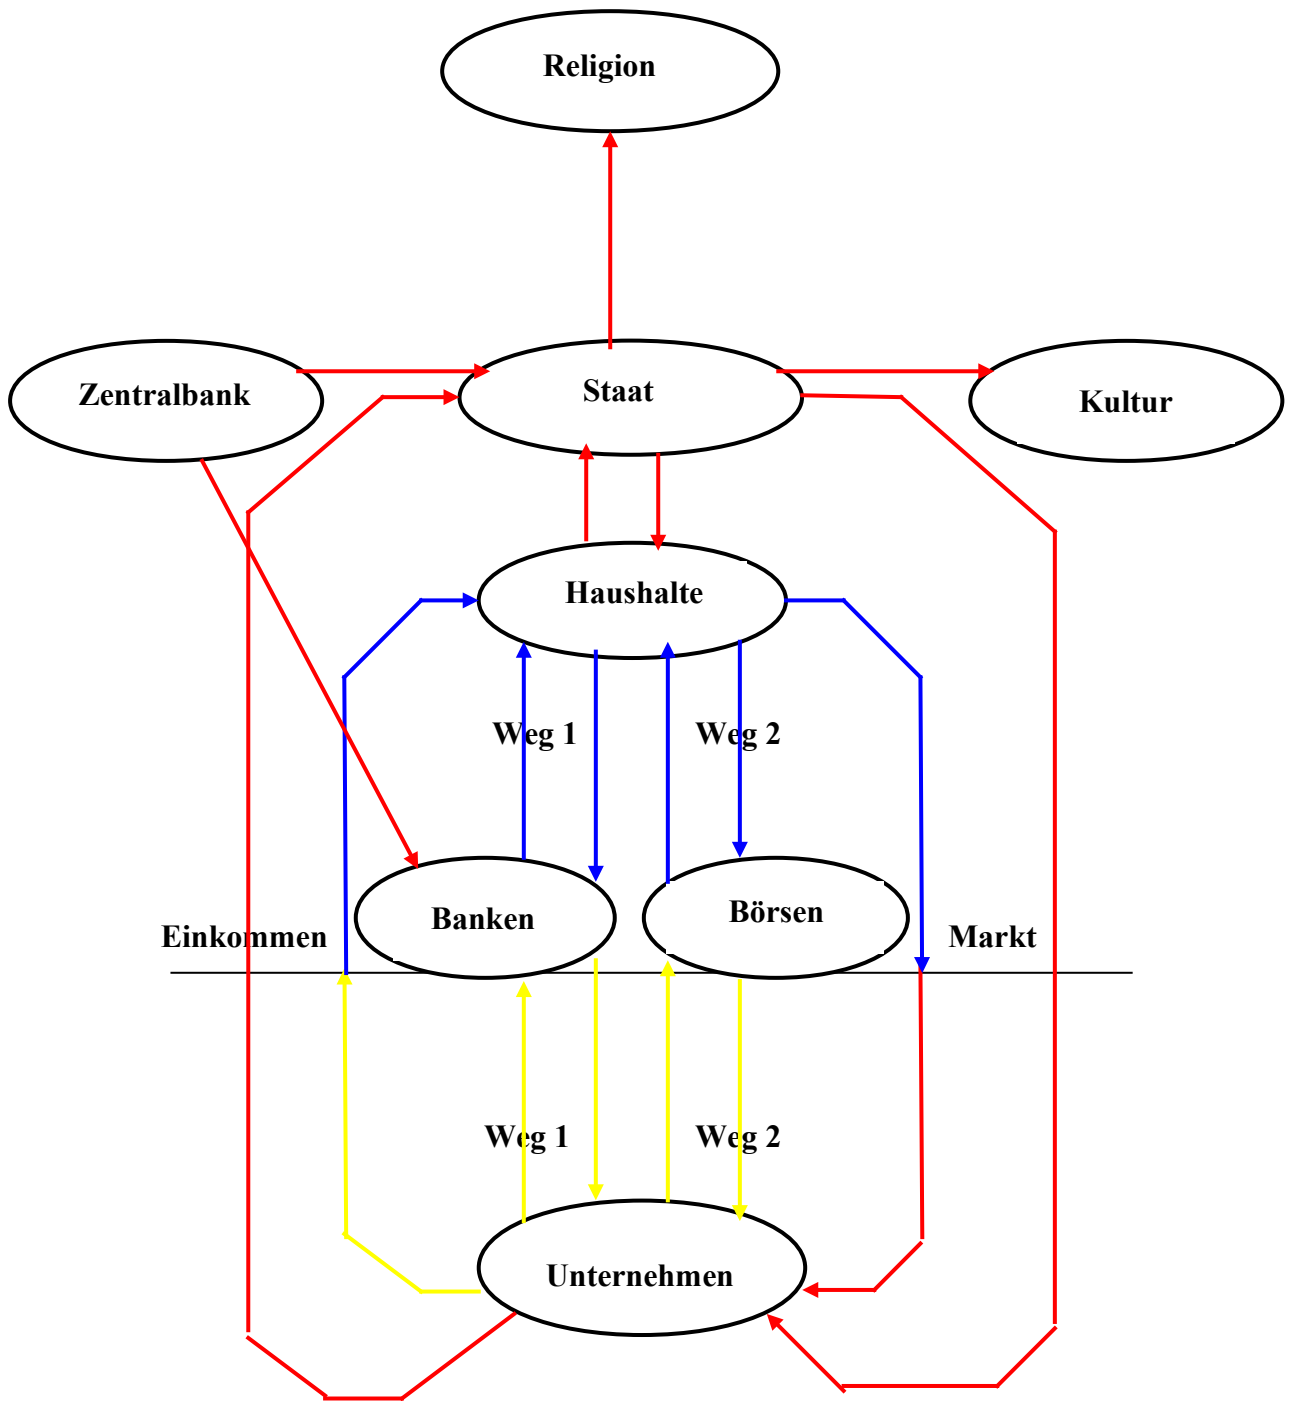 Religion
Zentralbank
Staat
Kultur
Haushalte
Weg 1
Weg 2
Banken
Börsen
Einkommen
Markt
Weg 1
Weg 2
Unternehmen